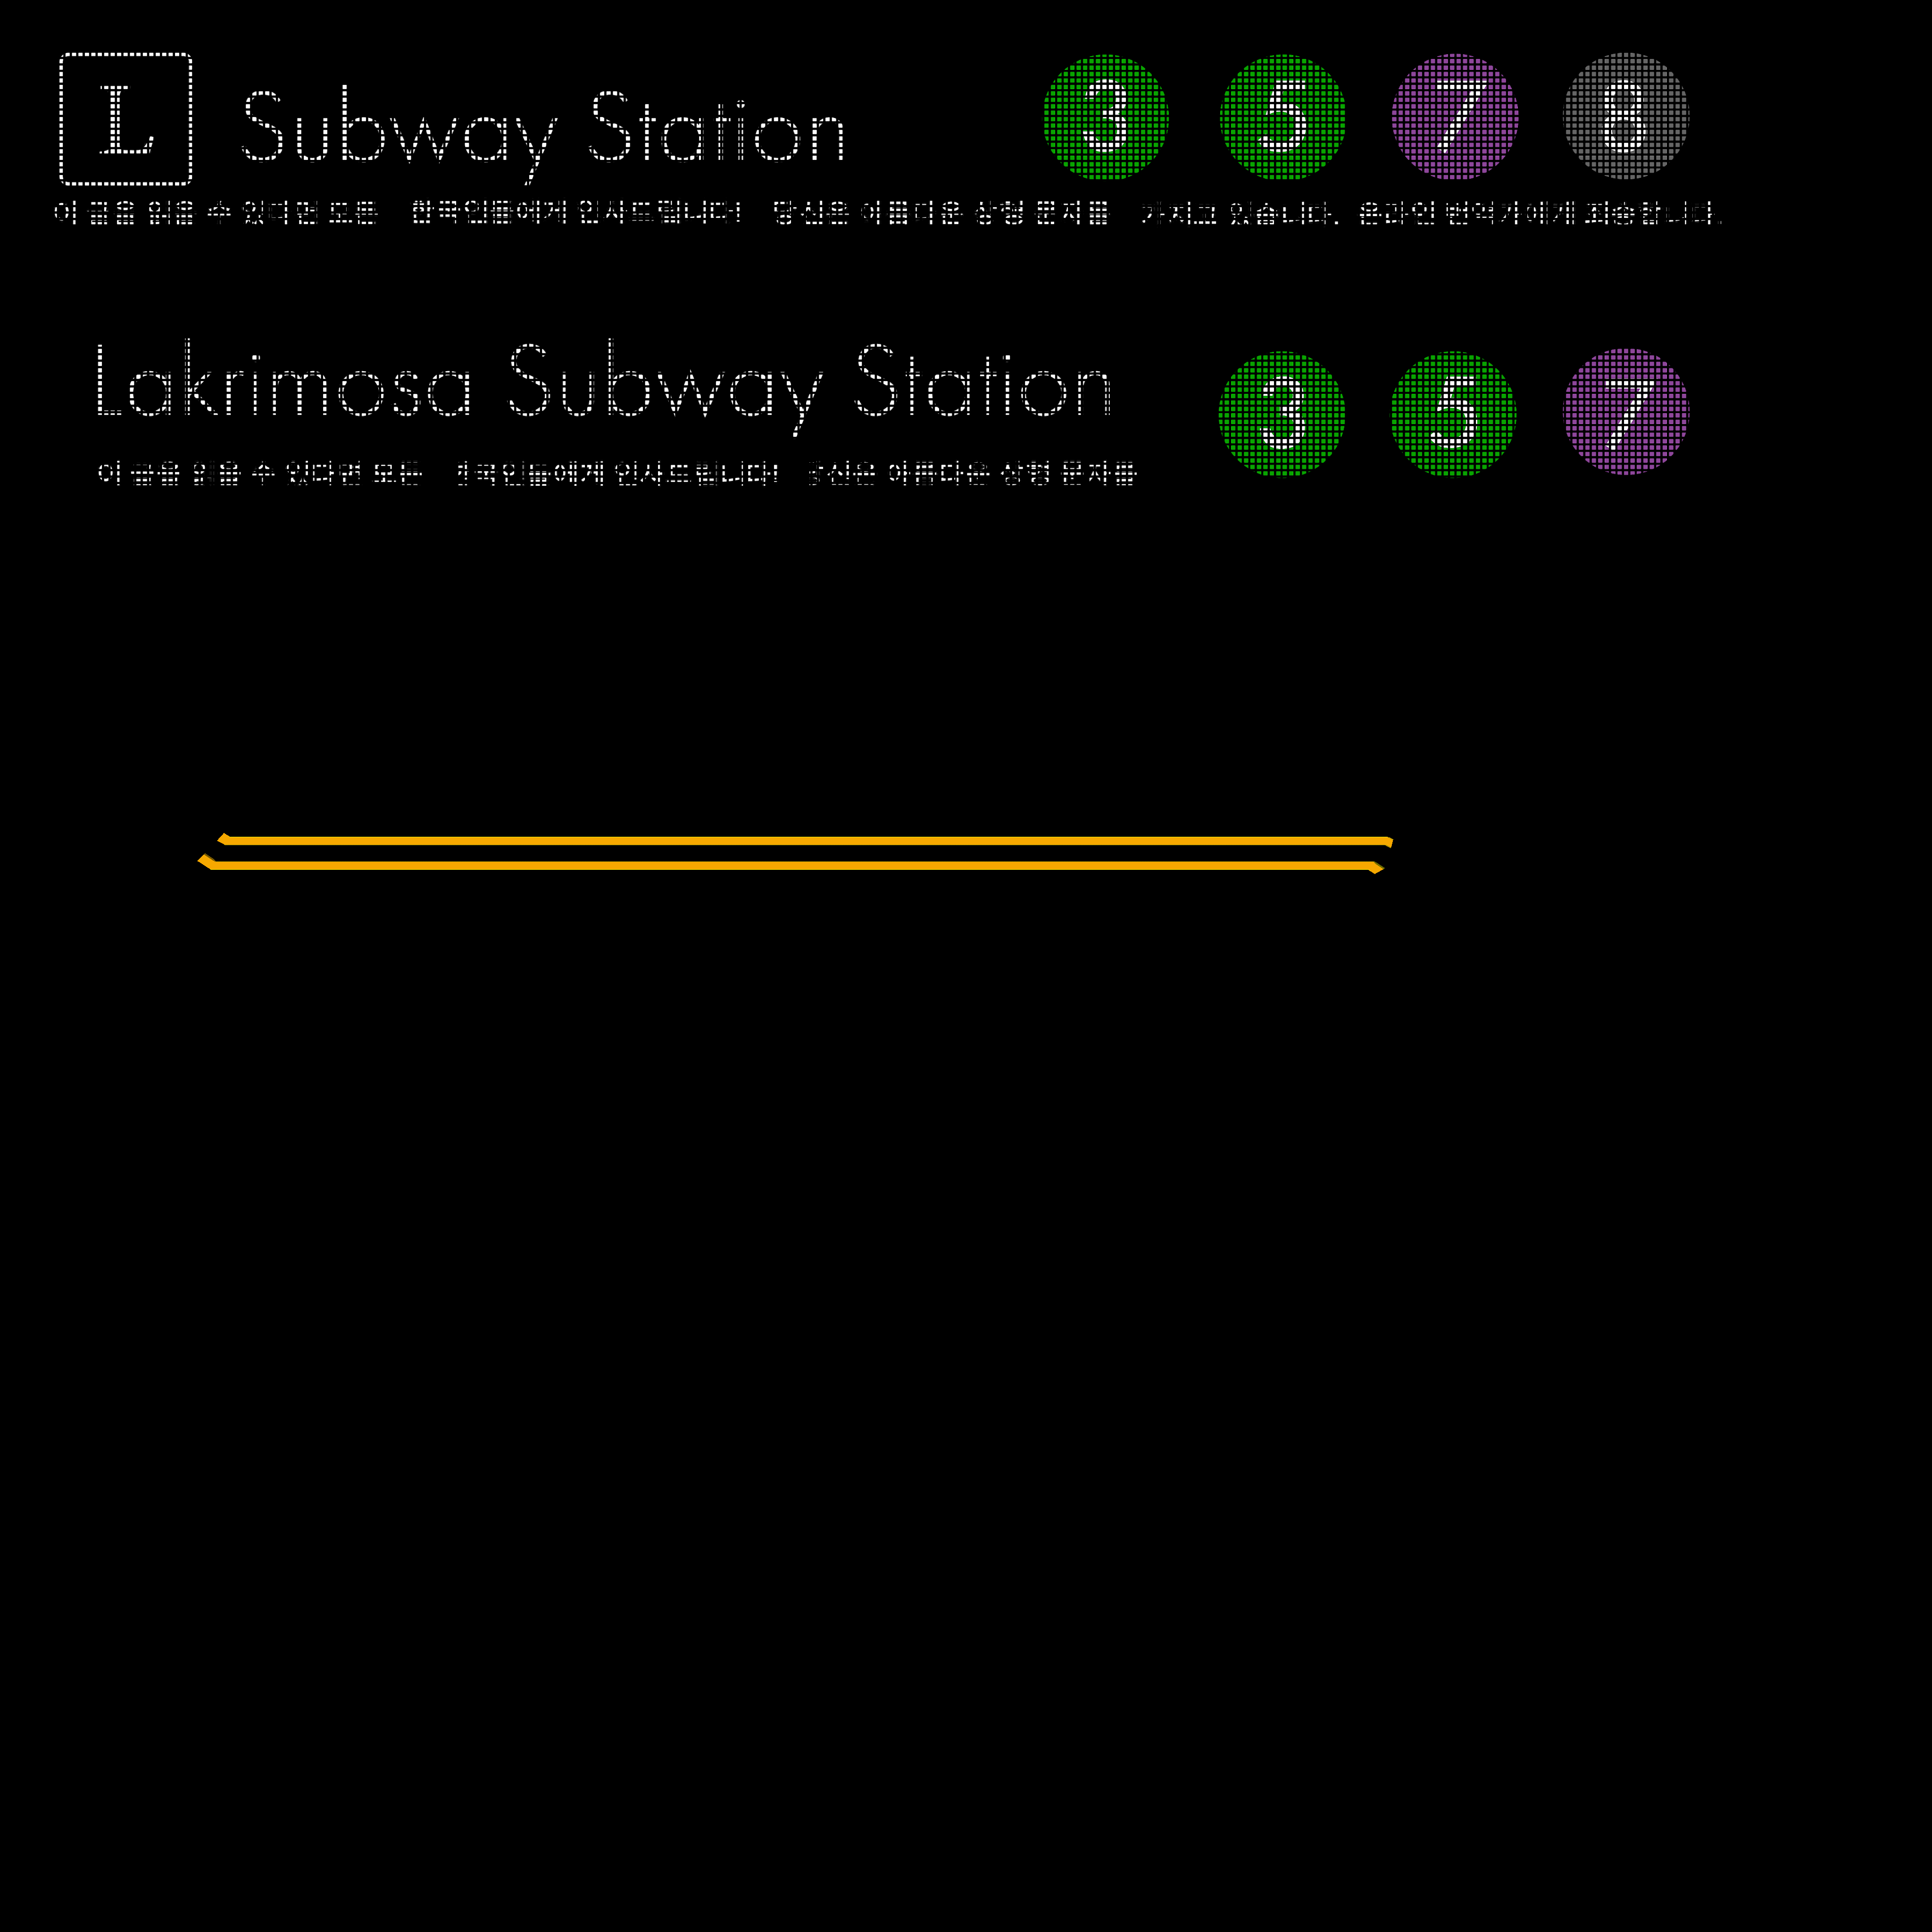 L Subway Station 3 5 7 8
이 글을 읽을 수 있다면 모든 한국인들에게 인사드립니다! 당신은 아름다운 상형 문자를 가지고 있습니다. 온라인 번역가에게 죄송합니다.
Lakrimosa Subway Station 3 5 7
이 글을 읽을 수 있다면 모든 한국인들에게 인사드립니다! 당신은 아름다운 상형 문자를